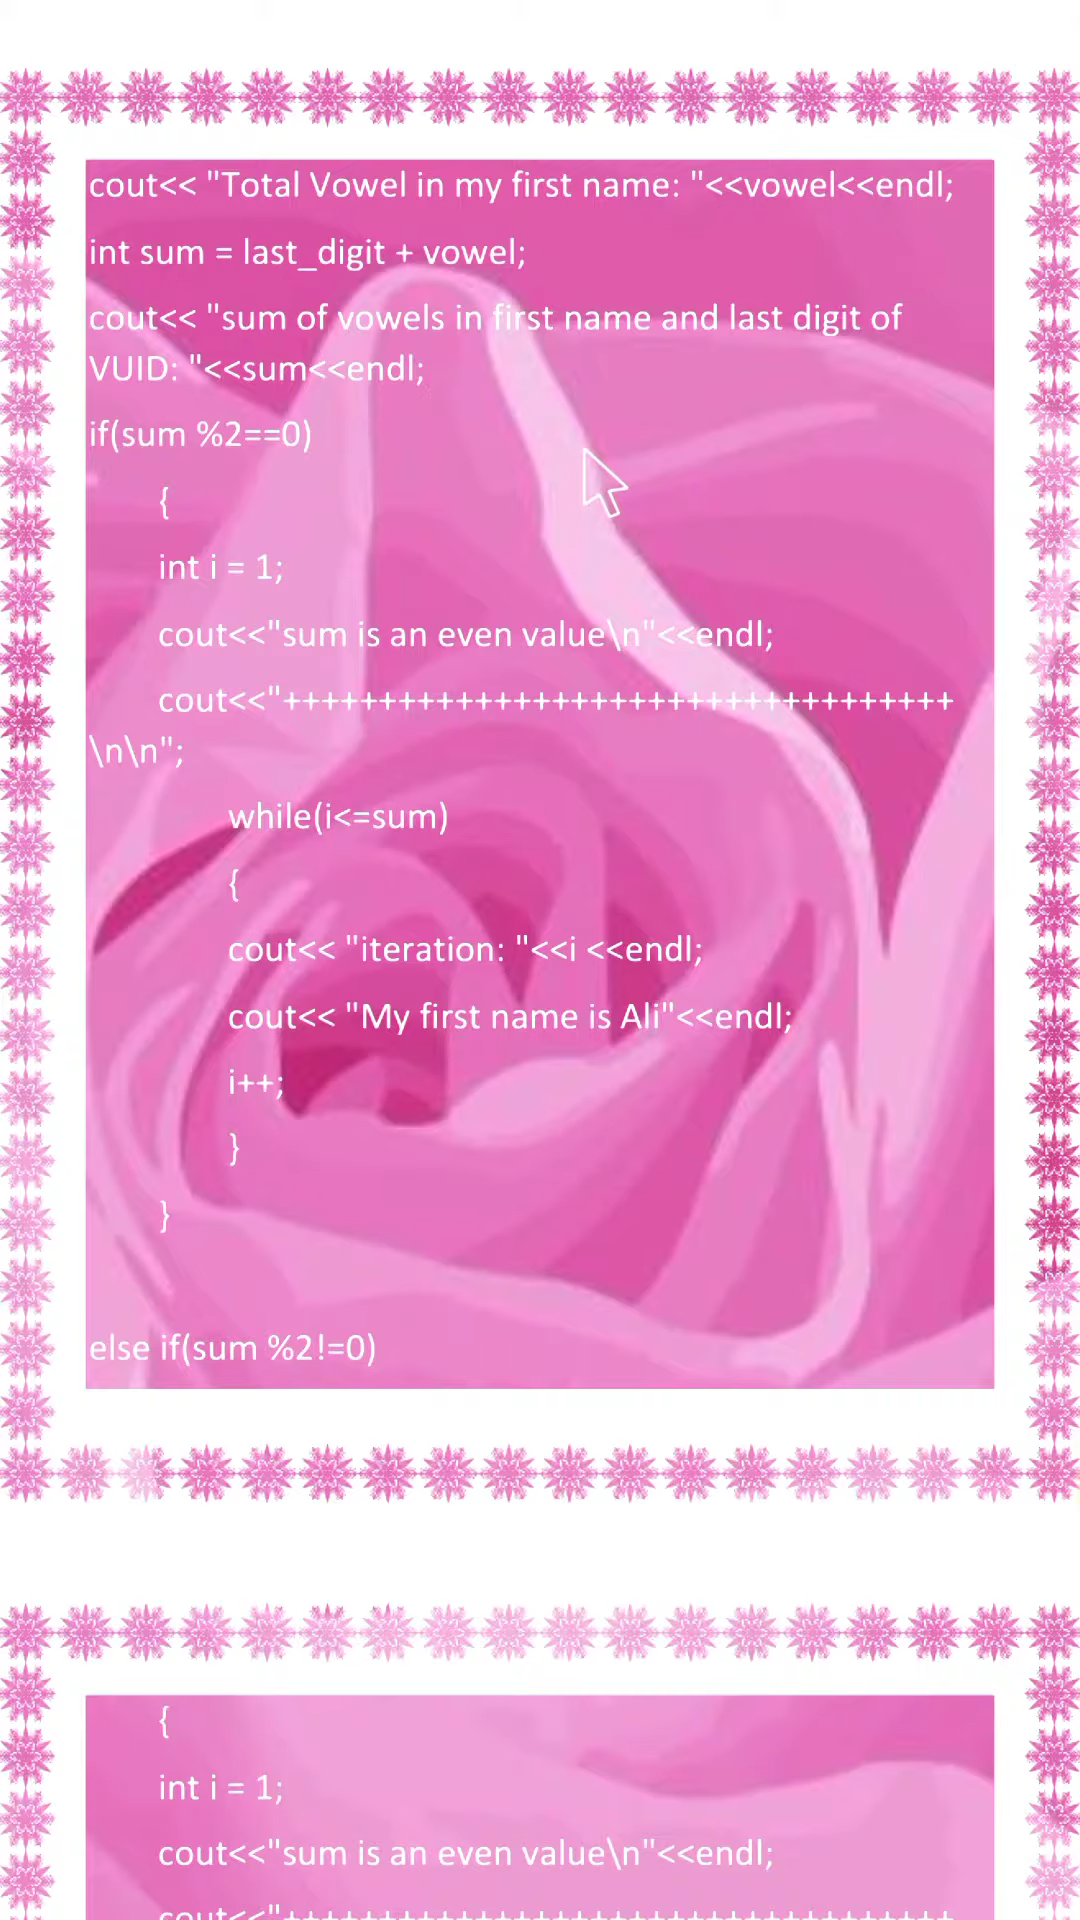 cout<< "Total Vowel in my first name: "<<vowel<<endl;
int sum = last_digit + vowel;
cout<< "sum of vowels in first name and last digit of
VUID: "<<sum<<endl;
if(sum %2==0)
{
int i = 1;
cout<<"sum is an even value\n"<<endl;
cout<<"+++++++++++++++++++++++++++++++++++
\n\n";
while(i<=sum)
{
cout<< "iteration: "<<i <<endl;
cout<< "My first name is Ali"<<endl;
i++;
}
}
else if(sum %2!=0)
{
int i = 1;
cout<<"sum is an even value\n"<<endl;
cout<<"+++++++++++++++++++++++++++++++++++